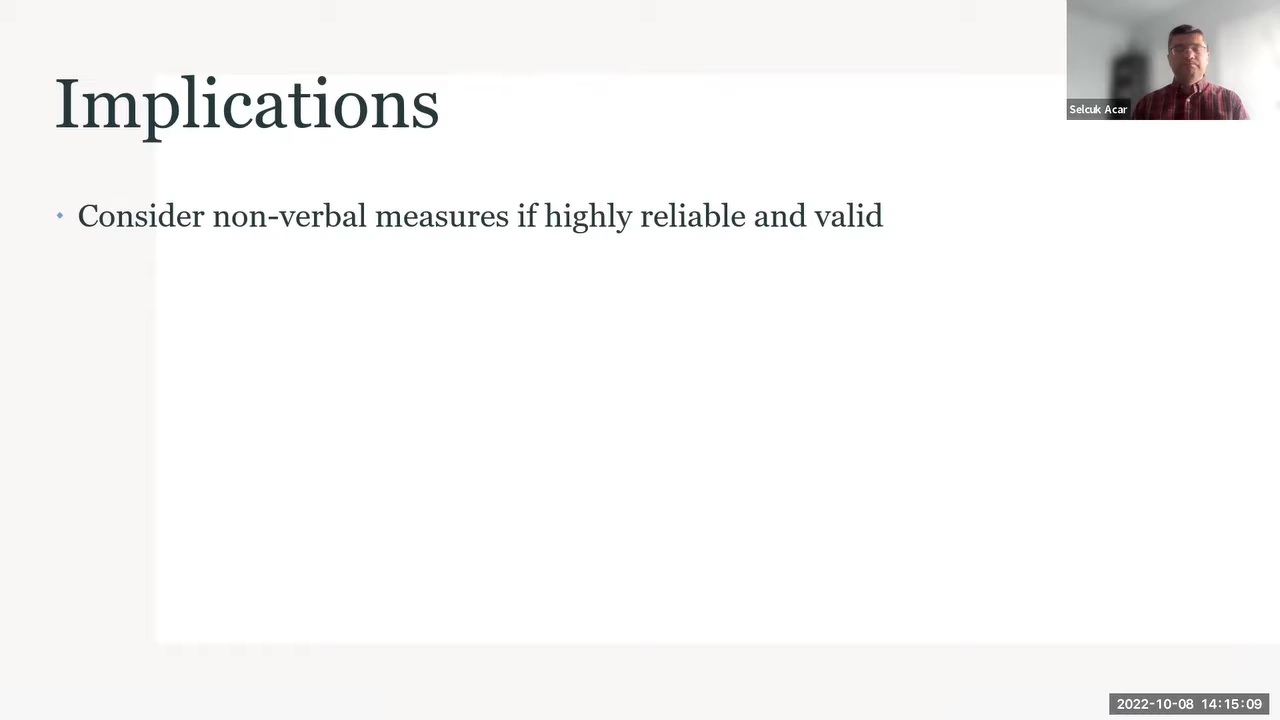 Implications
Consider non-verbal measures if highly reliable and valid
Selcuk Acar
2022-10-08 14:15:09